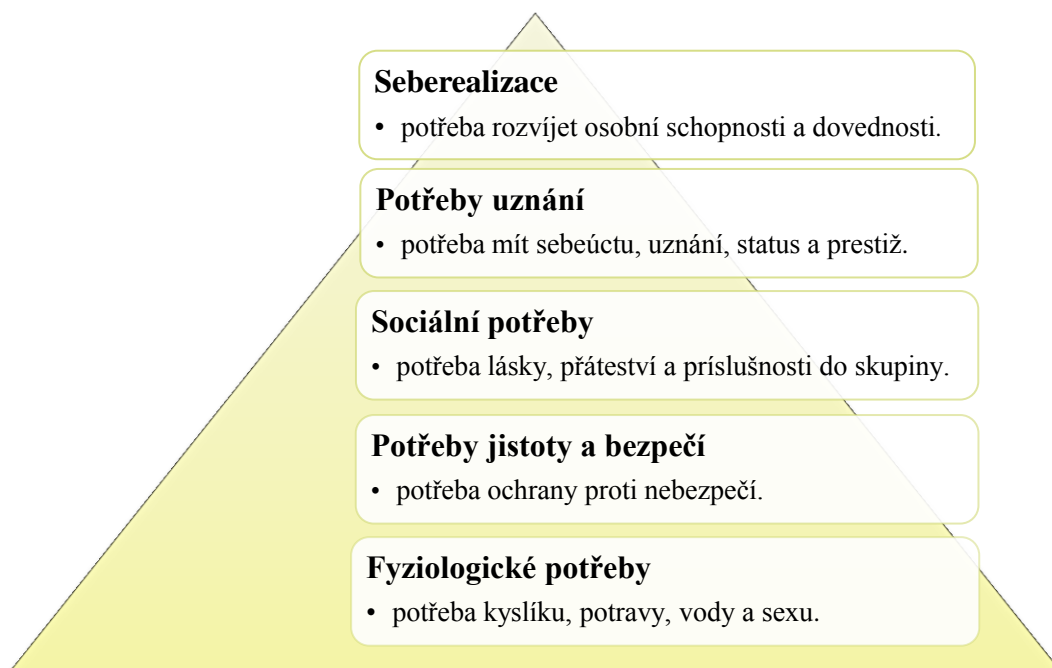 Seberealizace
• potřeba rozvíjet osobní schopnosti a dovednosti.
Potřeby uznání
• potřeba mít sebeúctu, uznání, status a prestiž.
Sociální potřeby
• potřeba lásky, přáteství a príslušnosti do skupiny.
Potřeby jistoty a bezpečí
• potřeba ochrany proti nebezpečí.
Fyziologické potřeby
• potřeba kyslíku, potravy, vody a sexu.